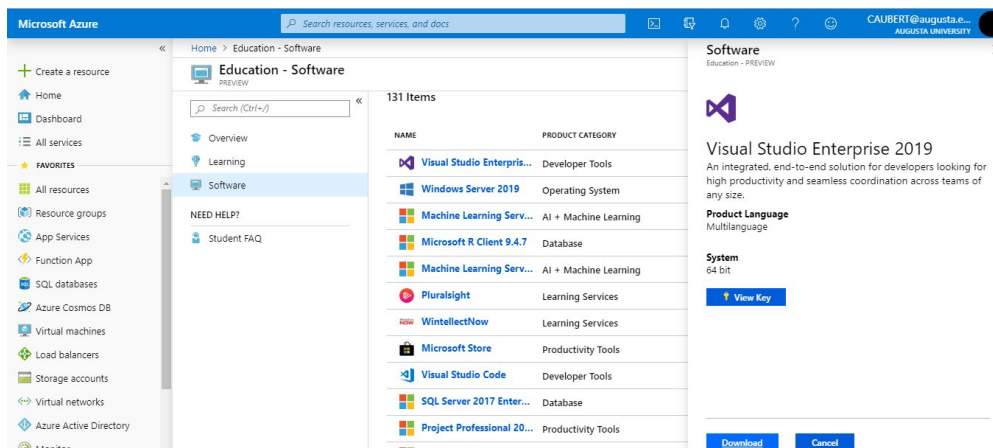 Microsoft Azure
Search resources, services, and docs
CAUBERT@augusta.e...
AUGUSTA UNIVERSITY
Create a resource
Home
Dashboard
All services
FAVORITES
All resources
Resource groups
App Services
Function App
SQL databases
Azure Cosmos DB
Virtual machines
Load balancers
Storage accounts
Virtual networks
Azure Active Directory
Monitor
Home > Education - Software
Education - Software
PREVIEW
Search (Ctrl+/)
Overview
Learning
Software
NEED HELP?
Student FAQ
131 Items
NAME PRODUCT CATEGORY
Visual Studio Enterpris... Developer Tools
Windows Server 2019 Operating System
Machine Learning Serv... AI + Machine Learning
Microsoft R Client 9.4.7 Database
Machine Learning Serv... AI + Machine Learning
Pluralsight Learning Services
WintellectNow Learning Services
Microsoft Store Productivity Tools
Visual Studio Code Developer Tools
SQL Server 2017 Enter... Database
Project Professional 20... Productivity Tools
Software
Education - PREVIEW
Visual Studio Enterprise 2019
An integrated, end-to-end solution for developers looking for
high productivity and seamless coordination across teams of
any size.
Product Language
Multilanguage
System
64 bit
View Key
Download Cancel